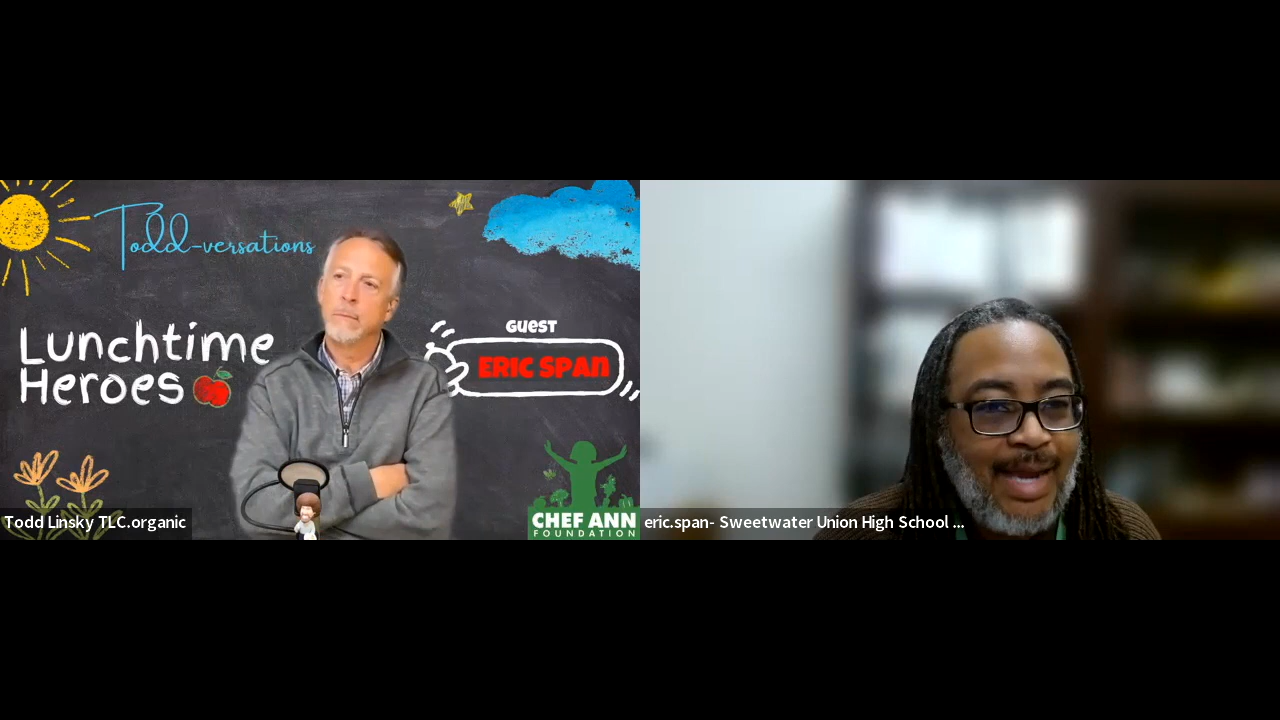 Todd-versations
Lunchtime
Heroes
GUEST
ERIC SPAN
CHEF ANN
FOUNDATION
Todd Linsky TLC.organic
eric.span- Sweetwater Union High School ...